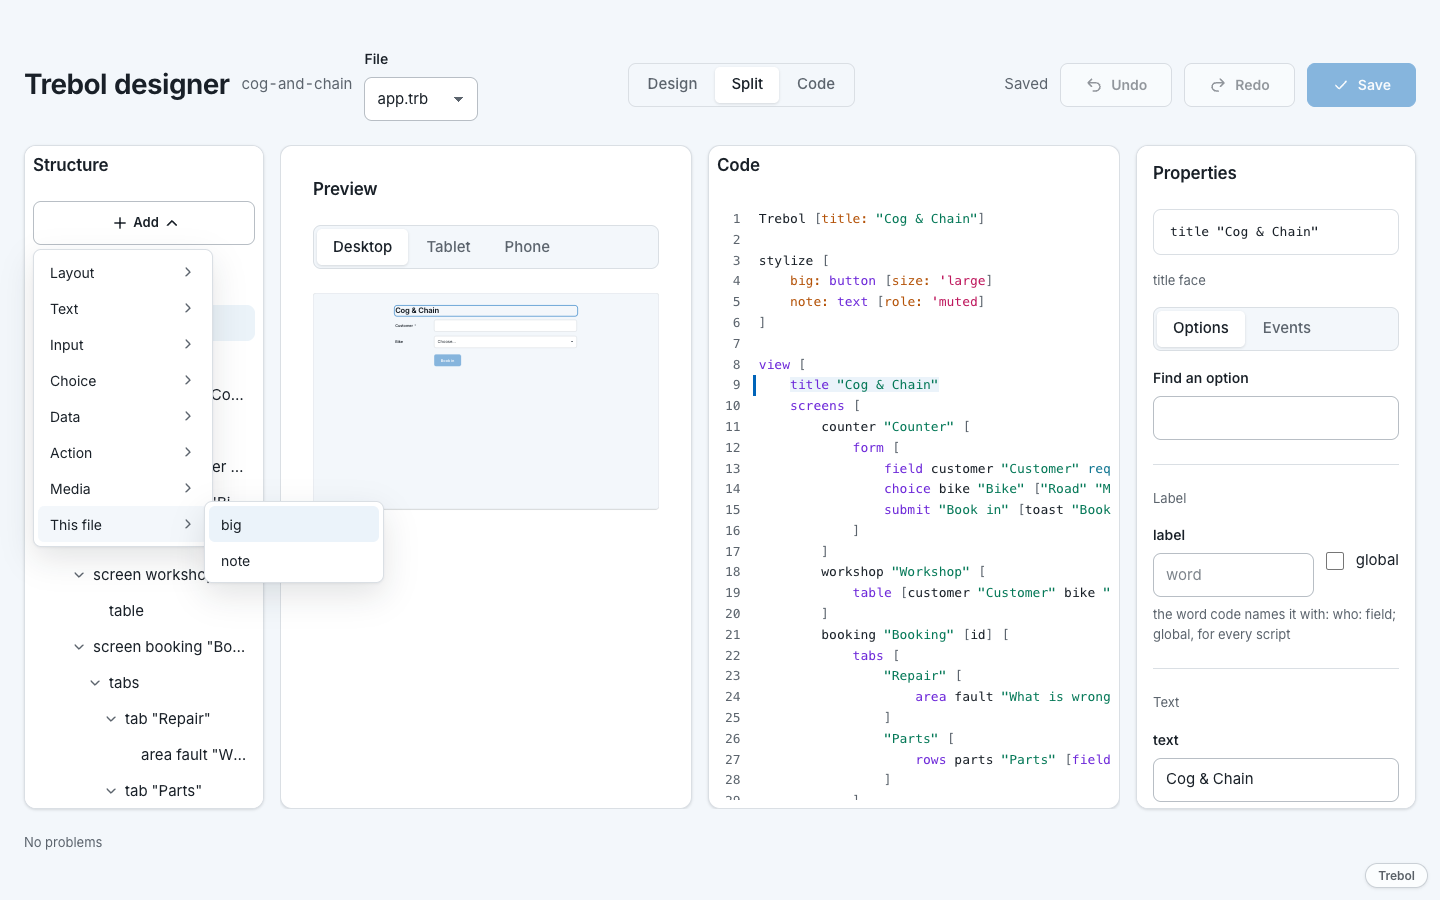 Trebol designer
cog-and-chain
File
app.trb
Design
Split
Code
Saved
Undo
Redo
Save
Structure
Add
Layout
Text
Input
Choice
Data
Action
Media
This file
big
note
Co...
er ...
screen worksho
table
screen booking "Bo...
tabs
tab "Repair"
area fault "W...
tab "Parts"
Preview
Desktop
Tablet
Phone
Cog & Chain
Customer *
Bike
Choose...
Book in
Code
1 Trebol [title: "Cog & Chain"]
2
3 stylize [
4 big: button [size: 'large]
5 note: text [role: 'muted]
6 ]
7
8 view [
9 title "Cog & Chain"
10 screens [
11 counter "Counter" [
12 form [
13 field customer "Customer" req
14 choice bike "Bike" ["Road" "M
15 submit "Book in" [toast "Book
16 ]
17 ]
18 workshop "Workshop" [
19 table [customer "Customer" bike "
20 ]
21 booking "Booking" [id] [
22 tabs [
23 "Repair" [
24 area fault "What is wrong
25 ]
26 "Parts" [
27 rows parts "Parts" [field
28 ]
29 ]
Properties
title "Cog & Chain"
title face
Options
Events
Find an option
Label
label
word
global
the word code names it with: who: field;
global, for every script
Text
text
Cog & Chain
No problems
Trebol